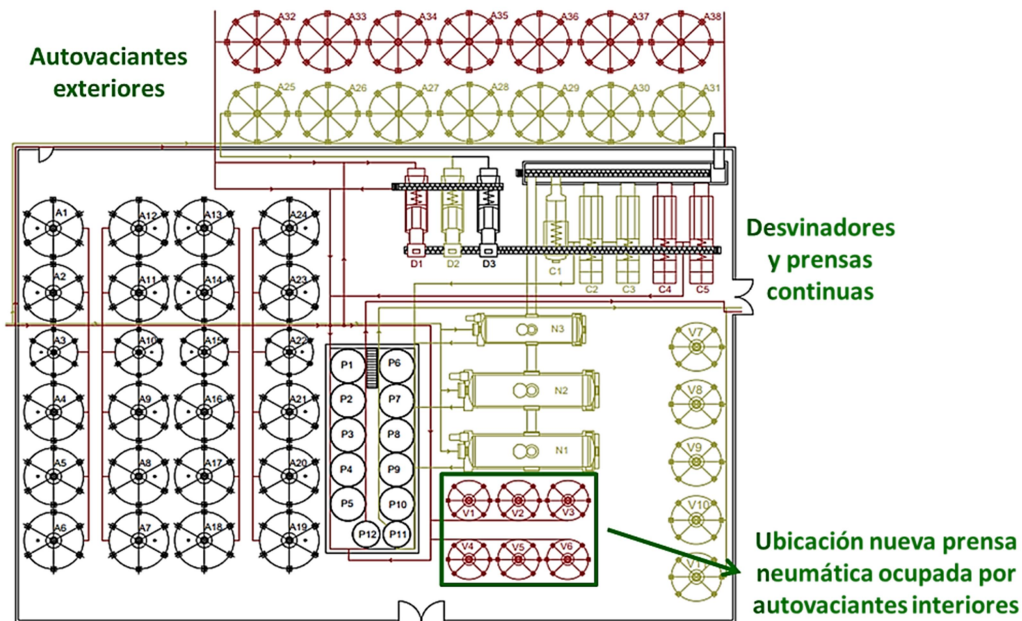 A32 A33 A34 A35 A36 A37 A38
Autovaciantes
exteriores
A25 A26 A27 A28 A29 A30 A31
A1 A12 A13 A24
A2 A11 A14 A23
A3 A10 A15 A22
A4 A9 A16 A21
A5 A8 A17 A20
A6 A7 A18 A19
D1 D2 D3
C1 C2 C3 C4 C5
Desvinadores
y prensas
continuas
P1 P6
P2 P7
P3 P8
P4 P9
P5 P10
P12 P11
N3
N2
N1
V7
V8
V9
V10
V1 V2 V3
V4 V5 V6
Ubicación nueva prensa
neumática ocupada por
autovaciantes interiores